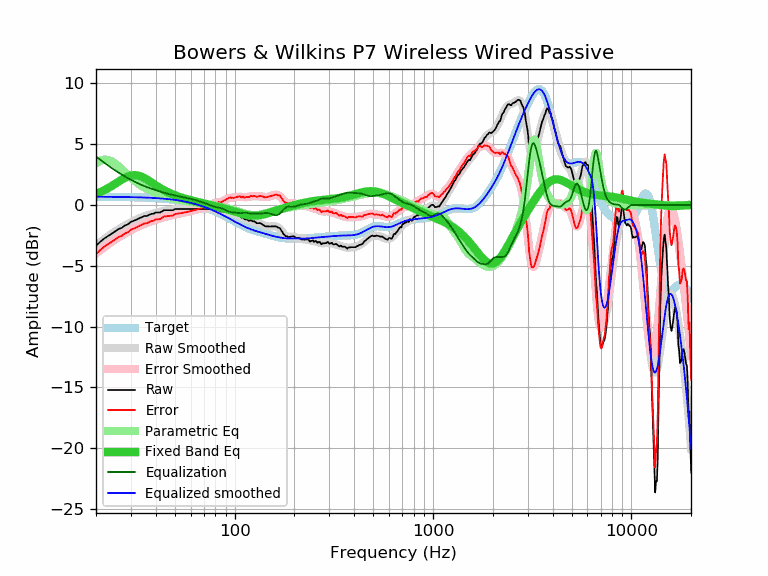 Bowers & Wilkins P7 Wireless Wired Passive
10
5
0
−5
−10
−15
−20
−25
Amplitude (dBr)
Target
Raw Smoothed
Error Smoothed
Raw
Error
Parametric Eq
Fixed Band Eq
Equalization
Equalized smoothed
100
1000
10000
Frequency (Hz)